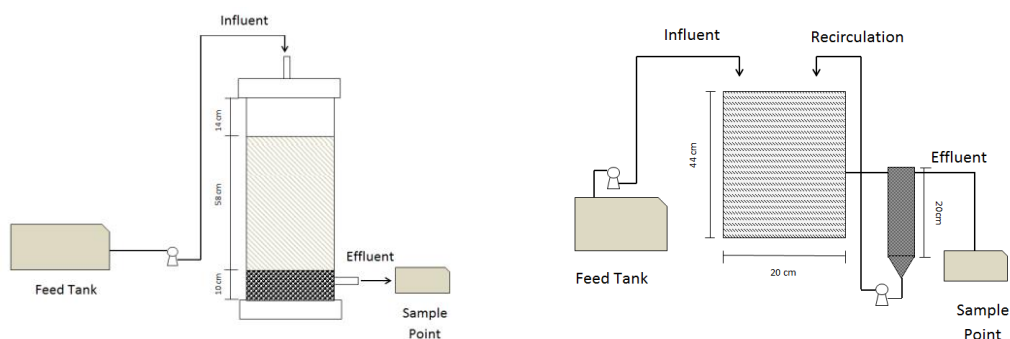 Influent
14 cm
58 cm
10 cm
Effluent
Feed Tank
Sample
Point
Influent
Recirculation
44 cm
Effluent
20cm
20 cm
Feed Tank
Sample
Point